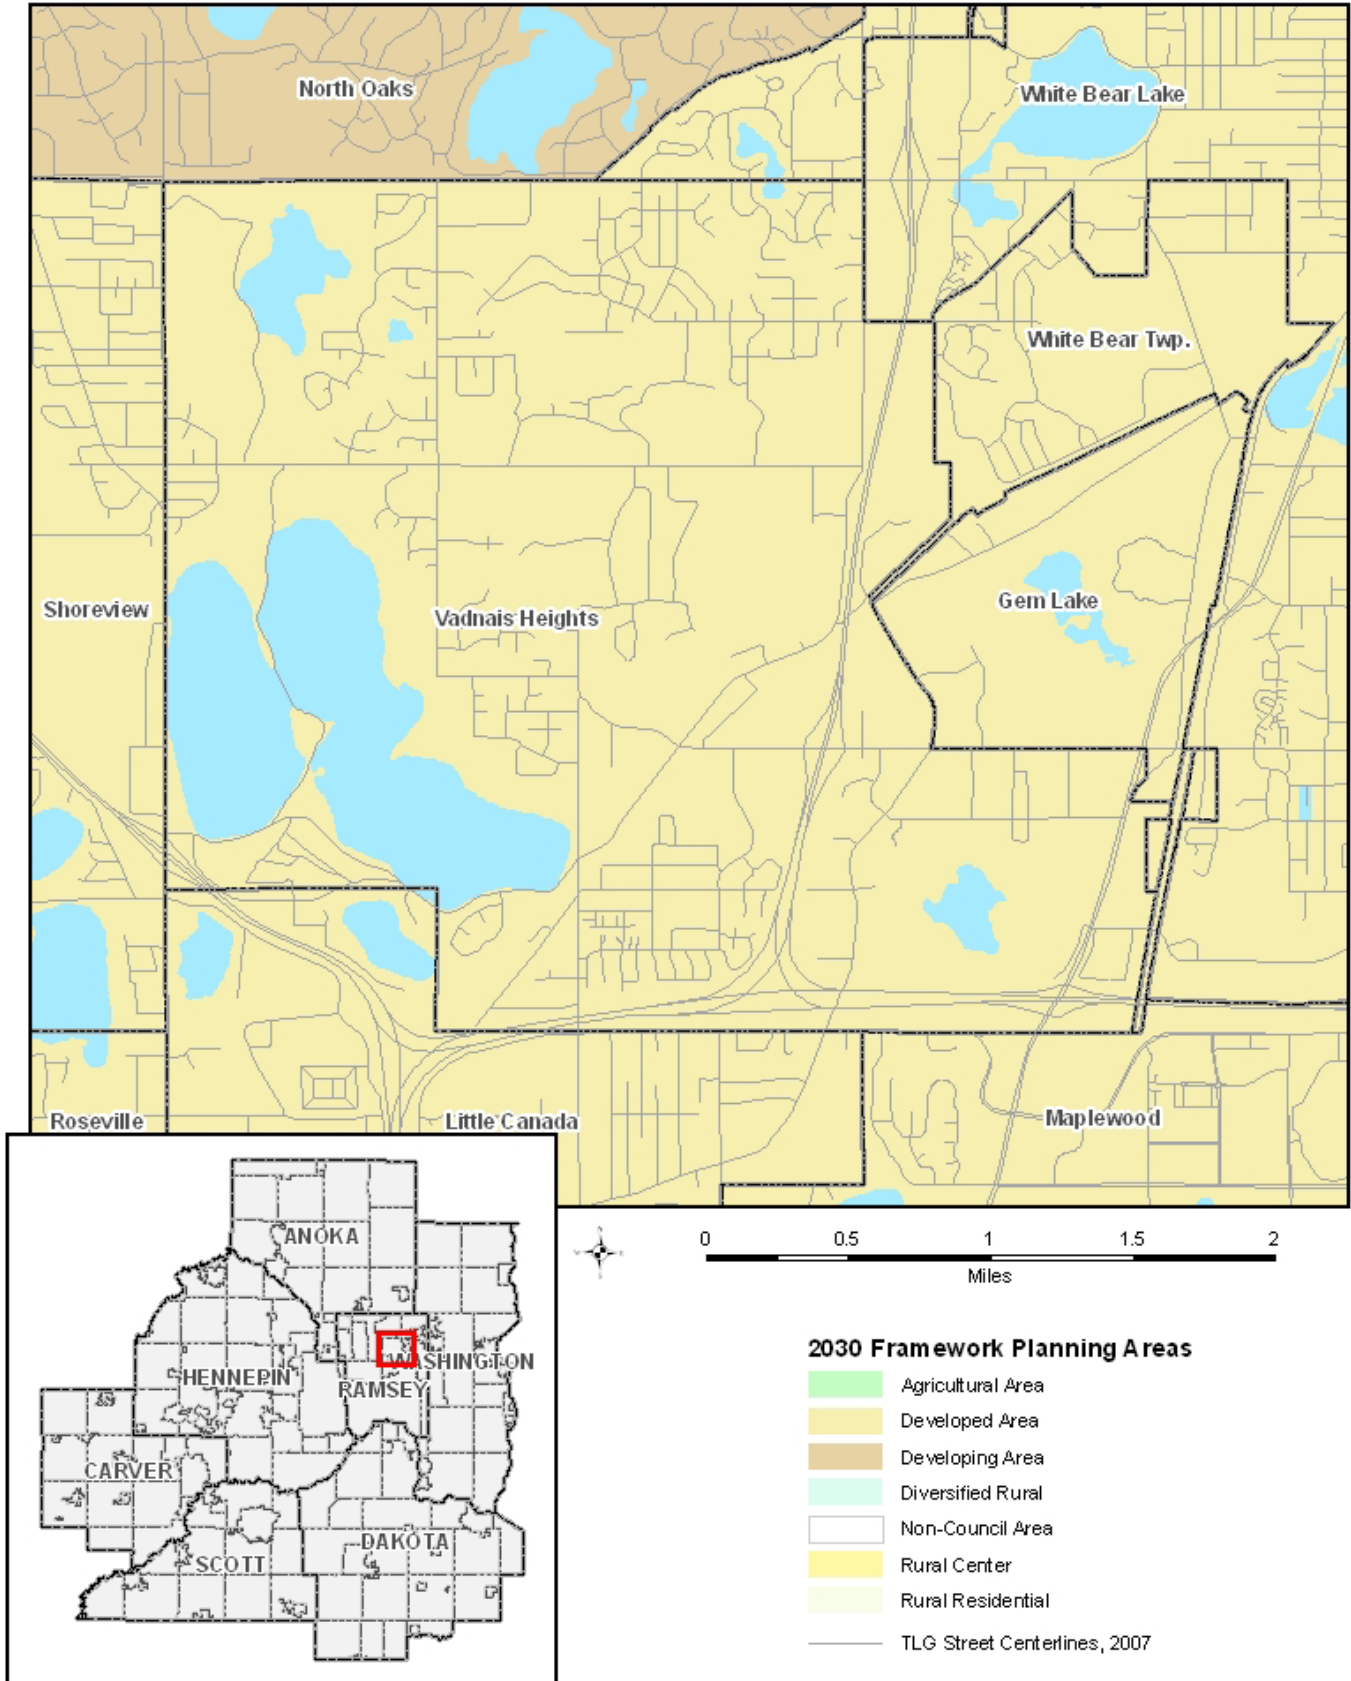 North Oaks
White Bear Lake
White Bear Twp.
Shoreview
Vadnais Heights
Gem Lake
Roseville
Little Canada
Maplewood
ANOKA
HENNEPIN
WASHINGTON
RAMSEY
CARVER
SCOTT
DAKOTA
0 0.5 1 1.5 2
Miles
2030 Framework Planning Areas
Agricultural Area
Developed Area
Developing Area
Diversified Rural
Non-Council Area
Rural Center
Rural Residential
TLG Street Centerlines, 2007